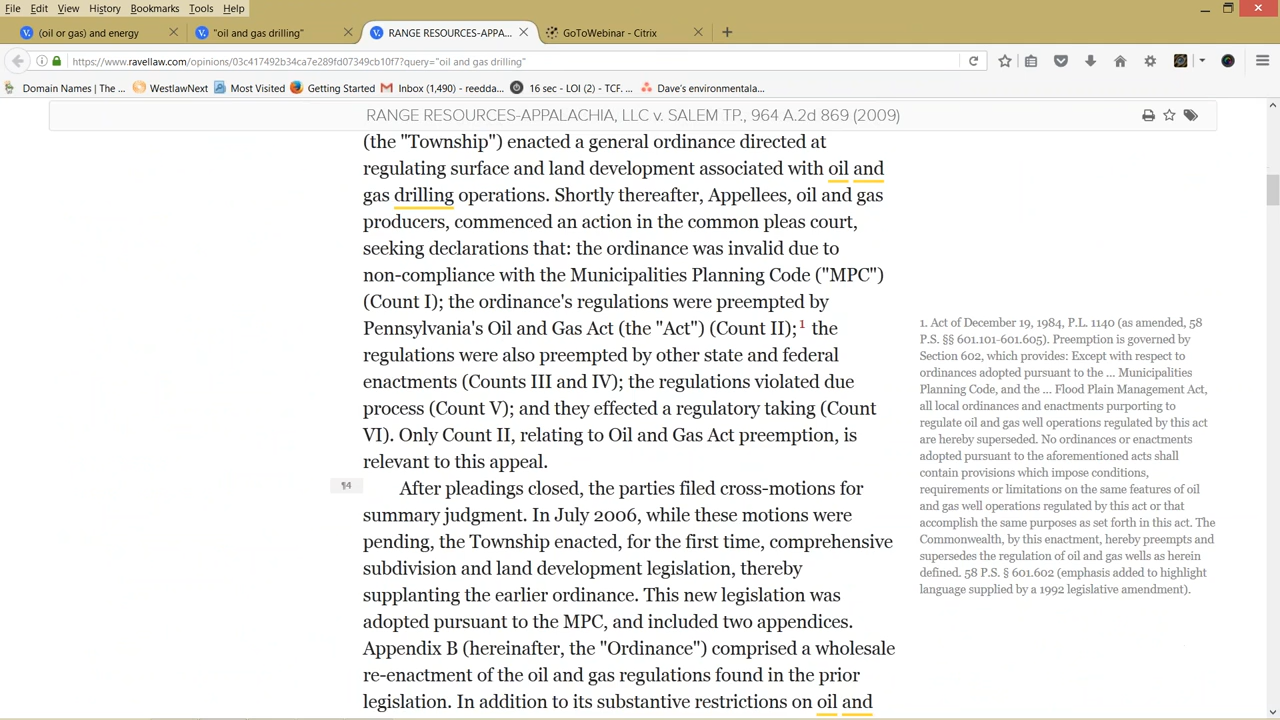 File Edit View History Bookmarks Tools Help
(oil or gas) and energy
"oil and gas drilling"
RANGE RESOURCES-APPA...
GoToWebinar - Citrix
https://www.ravellaw.com/opinions/03c417492b34ca7e289fd07349cb10f7?query="oil and gas drilling"
Domain Names | The ... WestlawNext Most Visited Getting Started Inbox (1,490) - reedda... 16 sec - LOI (2) - TCF. ... Dave's environmentala...
RANGE RESOURCES-APPALACHIA, LLC v. SALEM TP., 964 A.2d 869 (2009)
(the "Township") enacted a general ordinance directed at
regulating surface and land development associated with oil and
gas drilling operations. Shortly thereafter, Appellees, oil and gas
producers, commenced an action in the common pleas court,
seeking declarations that: the ordinance was invalid due to
non-compliance with the Municipalities Planning Code ("MPC")
(Count I); the ordinance's regulations were preempted by
Pennsylvania's Oil and Gas Act (the "Act") (Count II);1 the
regulations were also preempted by other state and federal
enactments (Counts III and IV); the regulations violated due
process (Count V); and they effected a regulatory taking (Count
VI). Only Count II, relating to Oil and Gas Act preemption, is
relevant to this appeal.
¶4
After pleadings closed, the parties filed cross-motions for
summary judgment. In July 2006, while these motions were
pending, the Township enacted, for the first time, comprehensive
subdivision and land development legislation, thereby
supplanting the earlier ordinance. This new legislation was
adopted pursuant to the MPC, and included two appendices.
Appendix B (hereinafter, the "Ordinance") comprised a wholesale
re-enactment of the oil and gas regulations found in the prior
legislation. In addition to its substantive restrictions on oil and
1. Act of December 19, 1984, P.L. 1140 (as amended, 58
P.S. §§ 601.101-601.605). Preemption is governed by
Section 602, which provides: Except with respect to
ordinances adopted pursuant to the ... Municipalities
Planning Code, and the ... Flood Plain Management Act,
all local ordinances and enactments purporting to
regulate oil and gas well operations regulated by this act
are hereby superseded. No ordinances or enactments
adopted pursuant to the aforementioned acts shall
contain provisions which impose conditions,
requirements or limitations on the same features of oil
and gas well operations regulated by this act or that
accomplish the same purposes as set forth in this act. The
Commonwealth, by this enactment, hereby preempts and
supersedes the regulation of oil and gas wells as herein
defined. 58 P.S. § 601.602 (emphasis added to highlight
language supplied by a 1992 legislative amendment).